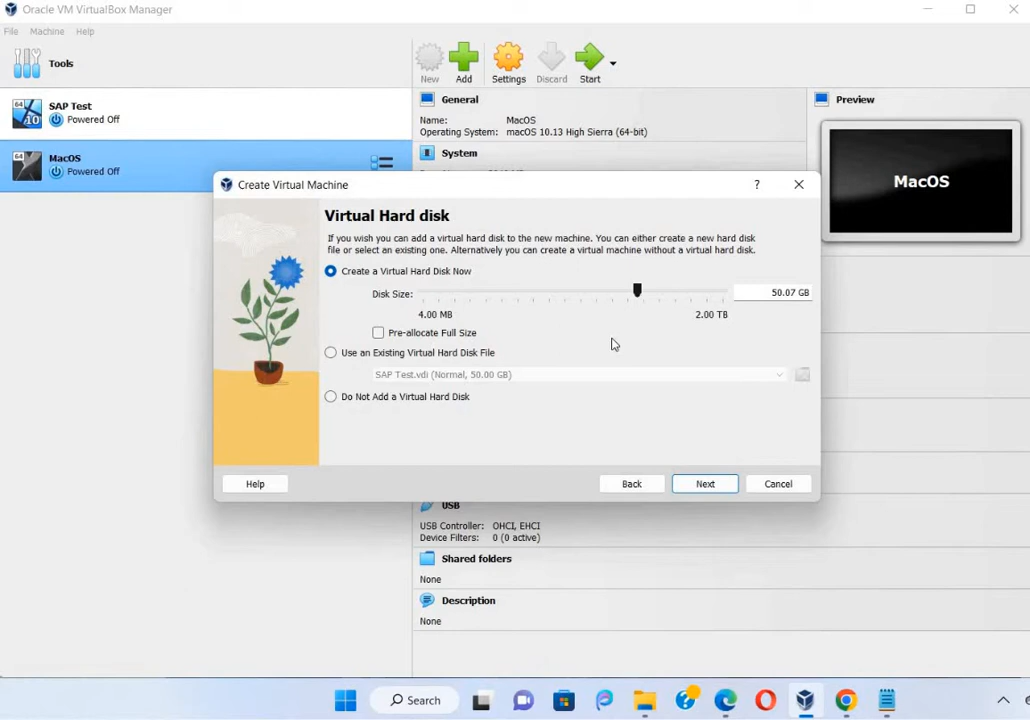 Oracle VM VirtualBox Manager
File Machine Help
Tools
New Add Settings Discard Start
64
10
SAP Test
Powered Off
64
MacOS
Powered Off
General
Name: MacOS
Operating System: macOS 10.13 High Sierra (64-bit)
System
Preview
MacOS
Create Virtual Machine
?
Virtual Hard disk
If you wish you can add a virtual hard disk to the new machine. You can either create a new hard disk
file or select an existing one. Alternatively you can create a virtual machine without a virtual hard disk.
Create a Virtual Hard Disk Now
Disk Size:
50.07 GB
4.00 MB 2.00 TB
Pre-allocate Full Size
Use an Existing Virtual Hard Disk File
SAP Test.vdi (Normal, 50.00 GB)
Do Not Add a Virtual Hard Disk
Help Back Next Cancel
USB
USB Controller: OHCI, EHCI
Device Filters: 0 (0 active)
Shared folders
None
Description
None
Search